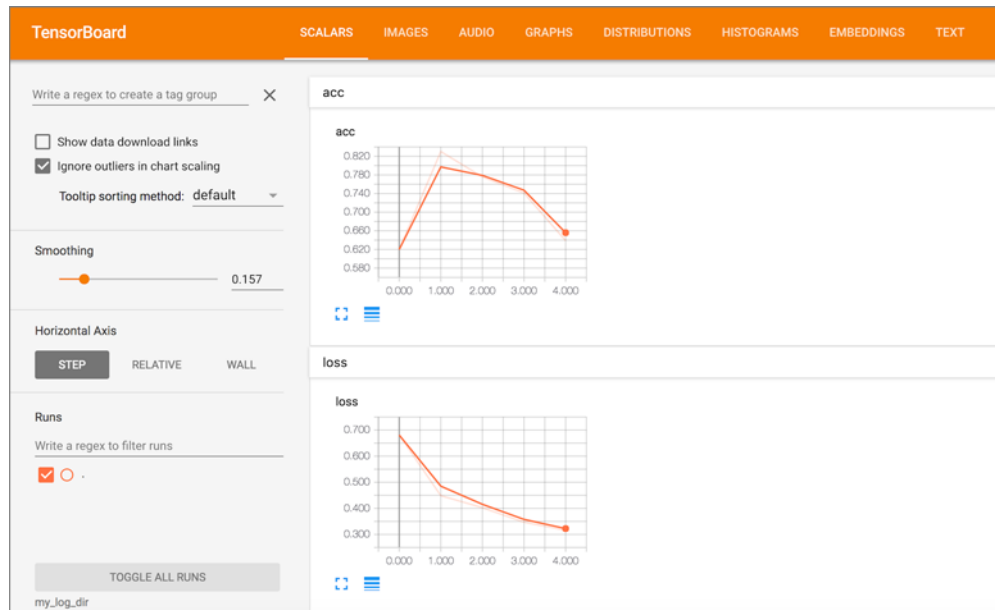 TensorBoard
SCALARS IMAGES AUDIO GRAPHS DISTRIBUTIONS HISTOGRAMS EMBEDDINGS TEXT
Write a regex to create a tag group
Show data download links
Ignore outliers in chart scaling
Tooltip sorting method: default
Smoothing
0.157
Horizontal Axis
STEP RELATIVE WALL
Runs
Write a regex to filter runs
.
TOGGLE ALL RUNS
my_log_dir
acc
acc
0.820
0.780
0.740
0.700
0.660
0.620
0.580
0.000 1.000 2.000 3.000 4.000
loss
loss
0.700
0.600
0.500
0.400
0.300
0.000 1.000 2.000 3.000 4.000